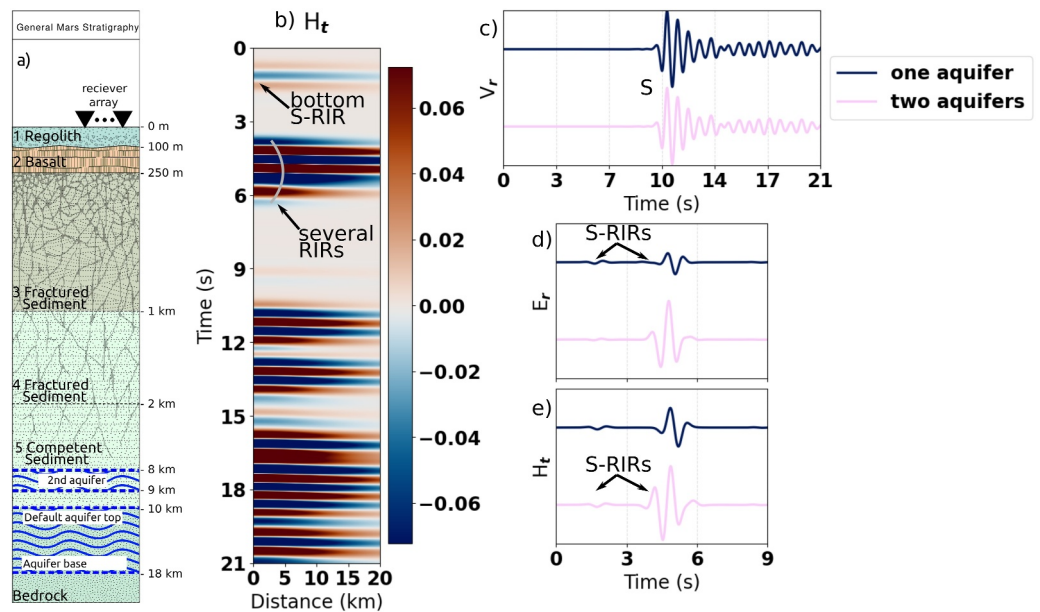 General Mars Stratigraphy
a)
reciever
array
0 m
1 Regolith
100 m
2 Basalt
250 m
3 Fractured
Sediment
1 km
4 Fractured
Sediment
2 km
5 Competent
Sediment
8 km
2nd aquifer
9 km
10 km
Default aquifer top
Aquifer base
18 km
Bedrock
b) Ht
0
3
6
9
12
15
18
21
Time (s)
bottom
S-RIR
several
RIRs
0 5 10 15 20
Distance (km)
0.06
0.04
0.02
0.00
−0.02
−0.04
−0.06
c)
Vr
S
0 3 7 10 14 17 21
Time (s)
one aquifer
two aquifers
d)
S-RIRs
Er
e)
Ht
S-RIRs
0 3 6 9
Time (s)